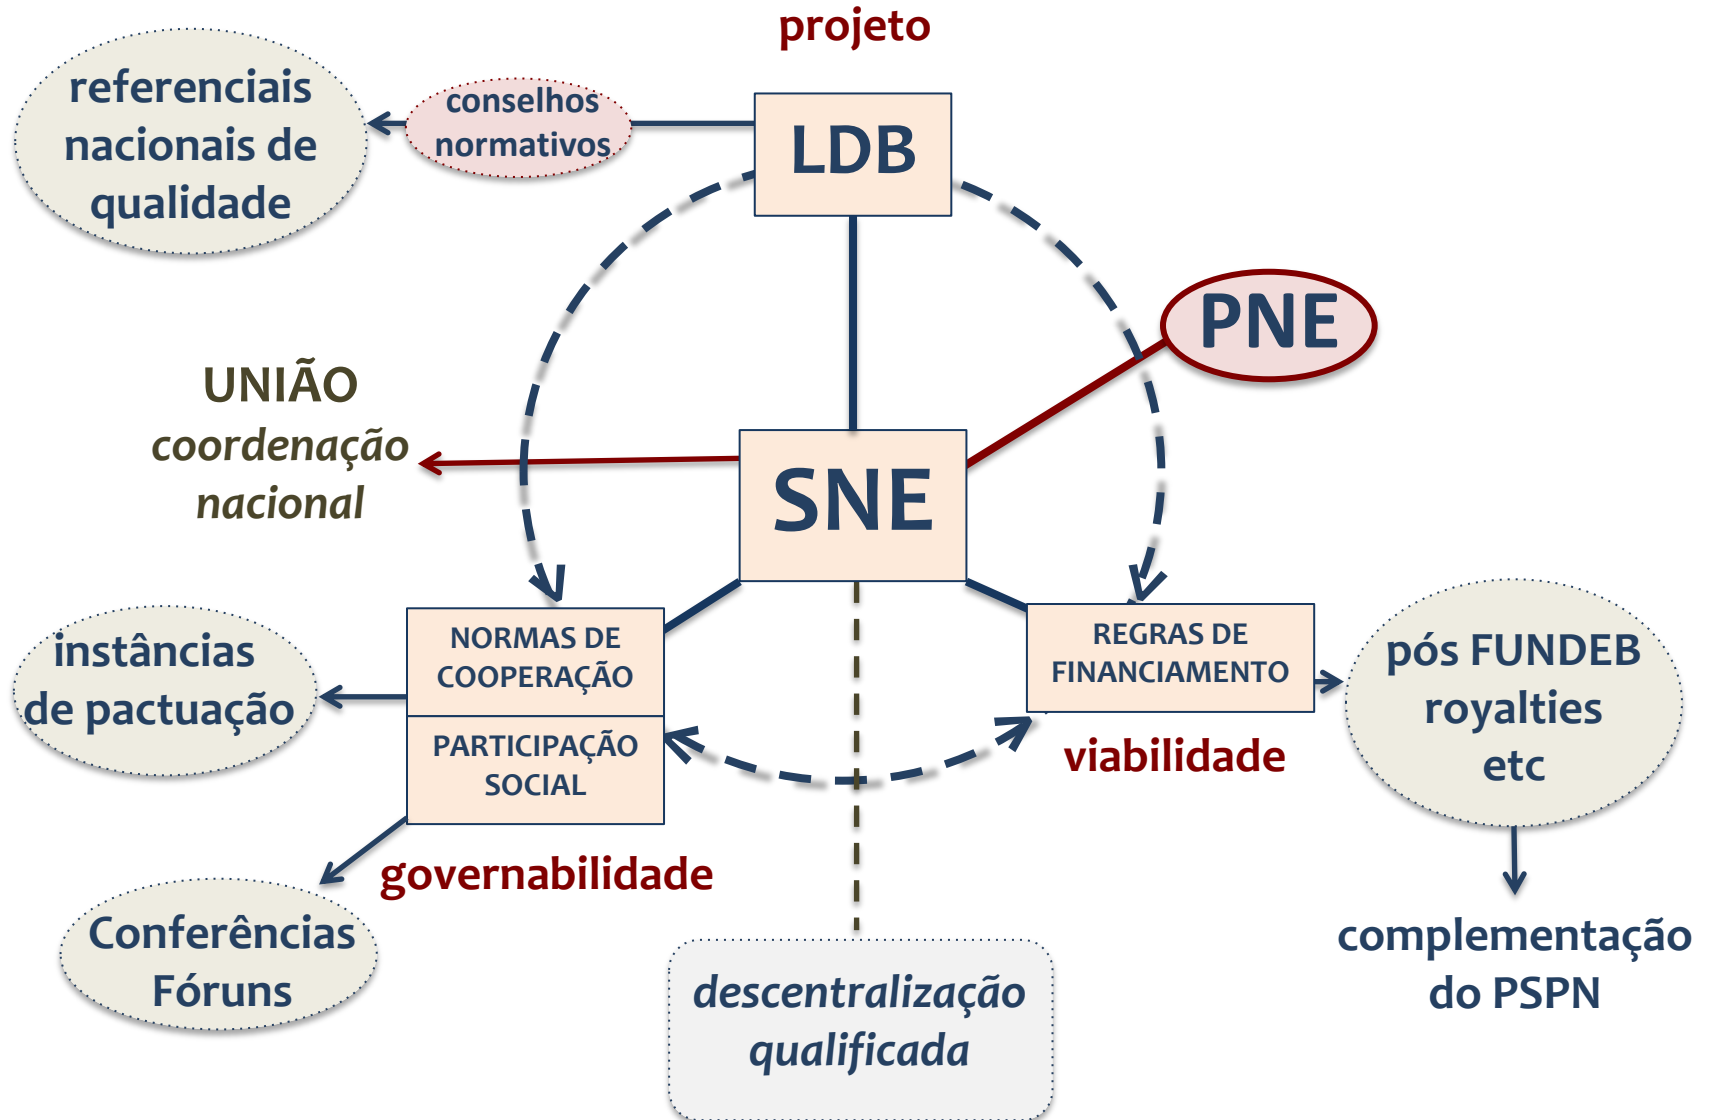 projeto
referenciais
nacionais de
qualidade
conselhos
normativos
LDB
PNE
UNIÃO
coordenação
nacional
SNE
instâncias
de pactuação
NORMAS DE
COOPERAÇÃO
PARTICIPAÇÃO
SOCIAL
REGRAS DE
FINANCIAMENTO
pós FUNDEB
royalties
etc
viabilidade
governabilidade
Conferências
Fóruns
descentralização
qualificada
complementação
do PSPN